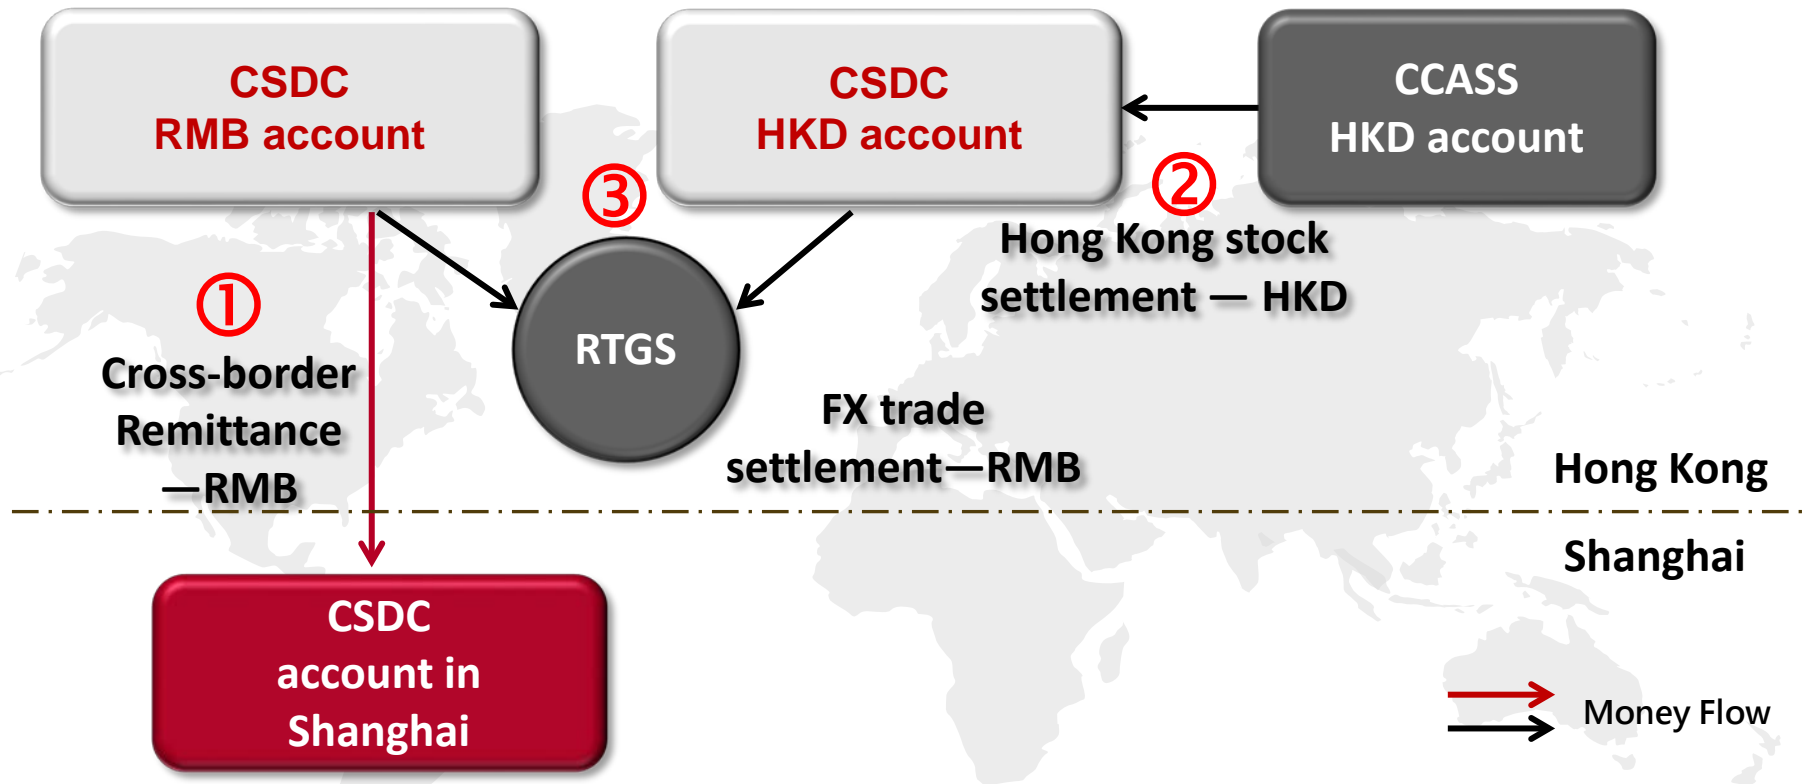 CSDC
RMB account
CSDC
HKD account
CCASS
HKD account
③
②
Hong Kong stock
settlement — HKD
①
Cross-border
Remittance
—RMB
RTGS
FX trade
settlement—RMB
Hong Kong
Shanghai
CSDC
account in
Shanghai
Money Flow